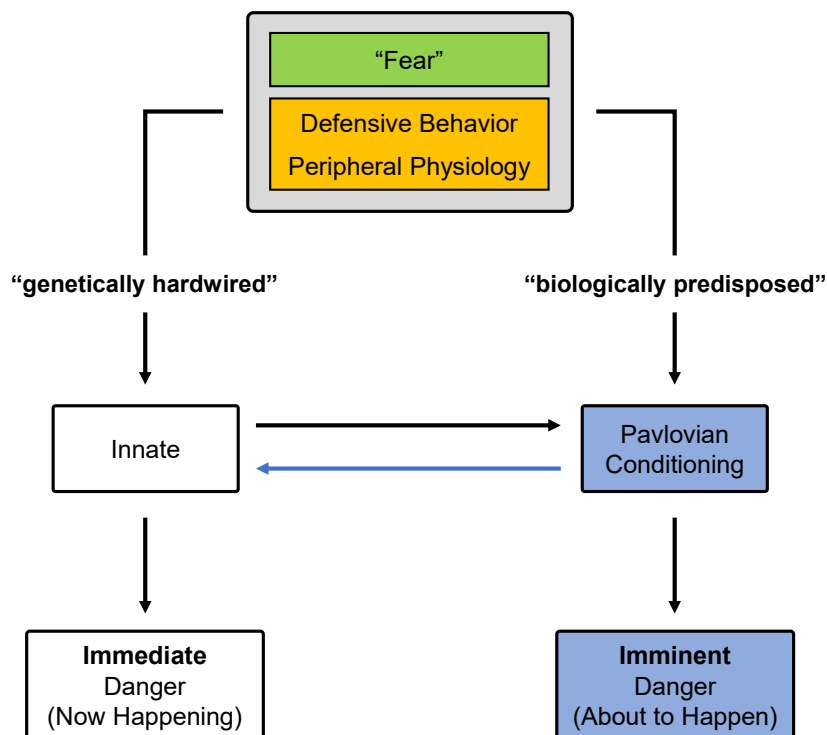 “Fear”
Defensive Behavior
Peripheral Physiology
“genetically hardwired”
“biologically predisposed”
Innate
Pavlovian
Conditioning
Immediate
Danger
(Now Happening)
Imminent
Danger
(About to Happen)